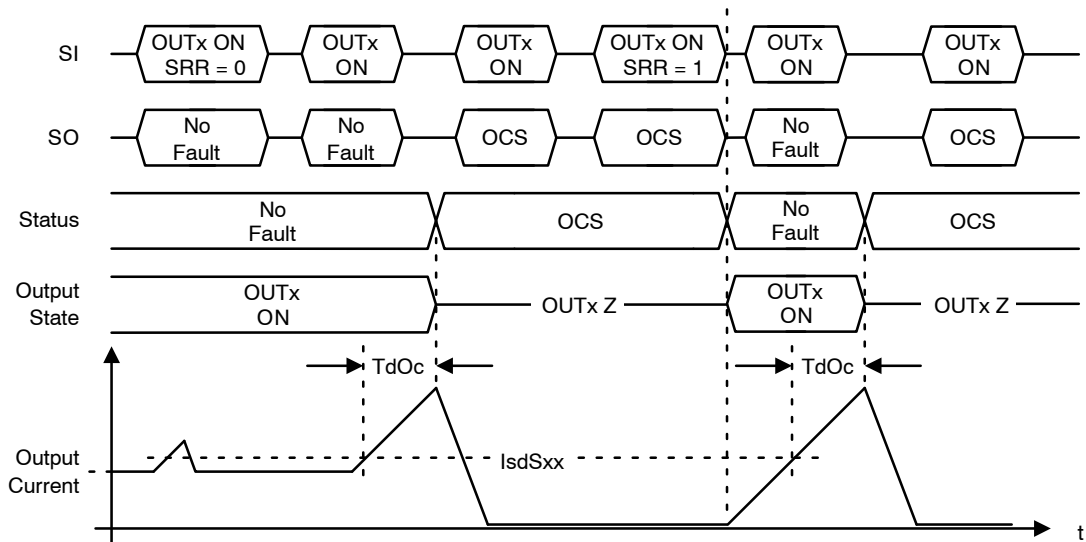 SI
OUTx ON
SRR = 0
OUTx
ON
OUTx
ON
OUTx ON
SRR = 1
OUTx
ON
OUTx
ON
SO
No
Fault
No
Fault
OCS
OCS
No
Fault
OCS
Status
No
Fault
OCS
No
Fault
OCS
Output
State
OUTx
ON
OUTx Z
OUTx
ON
OUTx Z
TdOc
TdOc
Output
Current
IsdSxx
t